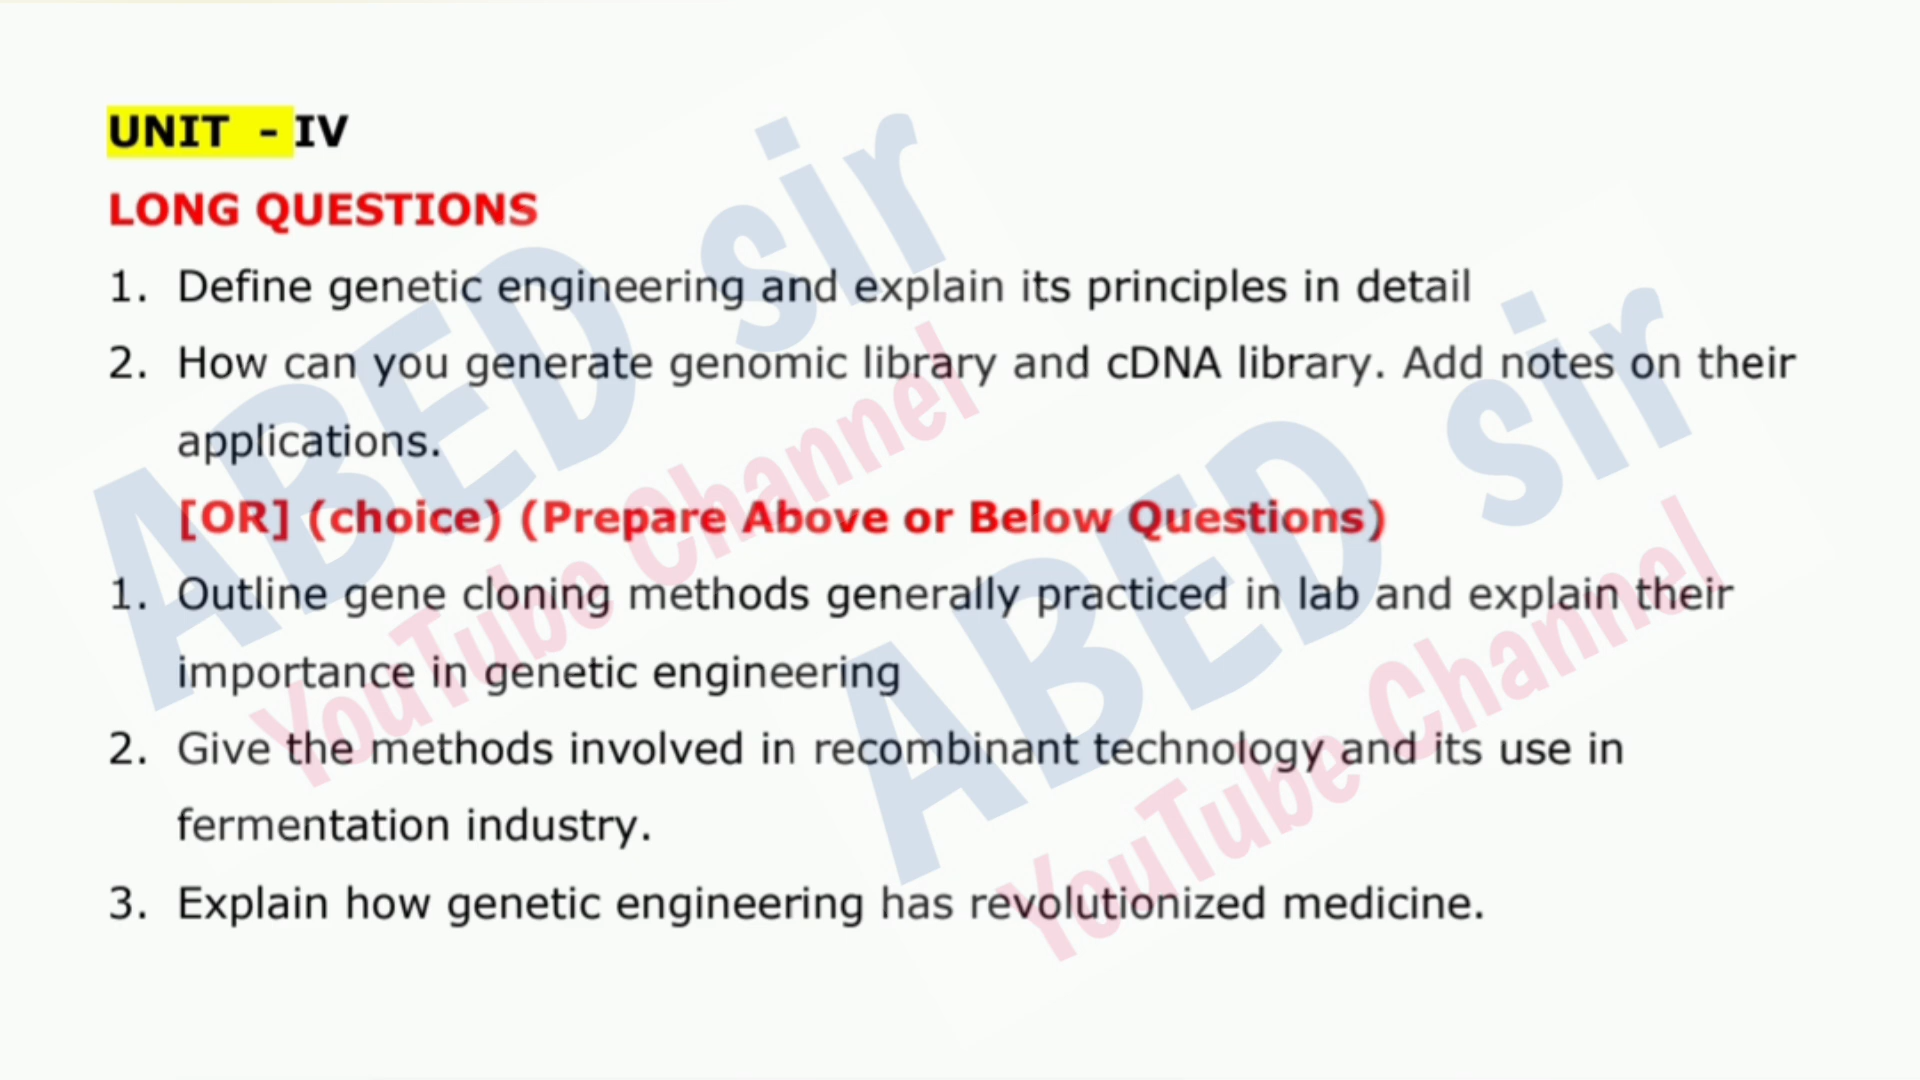 UNIT - IV
LONG QUESTIONS
1. Define genetic engineering and explain its principles in detail
2. How can you generate genomic library and cDNA library. Add notes on their
applications.
[OR] (choice) (Prepare Above or Below Questions)
1. Outline gene cloning methods generally practiced in lab and explain their
importance in genetic engineering
2. Give the methods involved in recombinant technology and its use in
fermentation industry.
3. Explain how genetic engineering has revolutionized medicine.
ABED sir
YouTube Channel
ABED sir
YouTube Channel